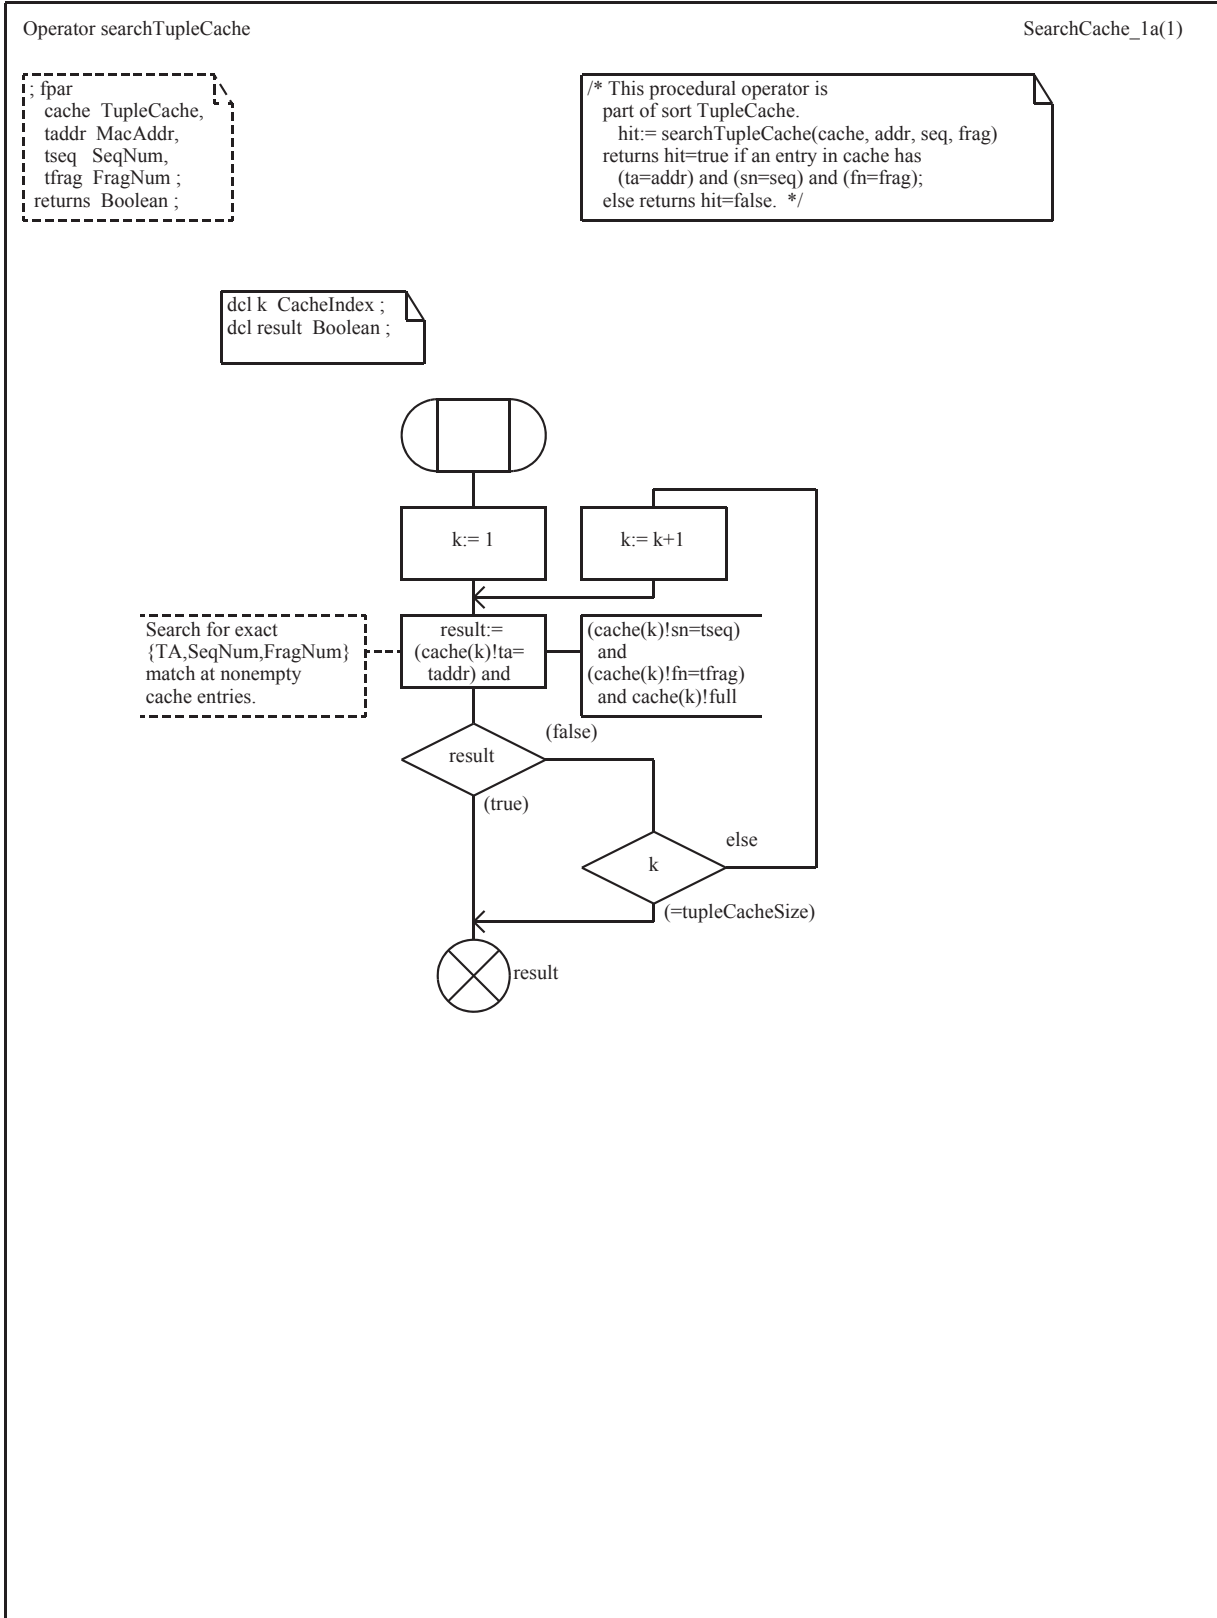 Operator searchTupleCache
SearchCache_1a(1)
; fpar
cache TupleCache,
taddr MacAddr,
tseq SeqNum,
tfrag FragNum ;
returns Boolean ;
/* This procedural operator is
part of sort TupleCache.
hit:= searchTupleCache(cache, addr, seq, frag)
returns hit=true if an entry in cache has
(ta=addr) and (sn=seq) and (fn=frag);
else returns hit=false. */
dcl k CacheIndex ;
dcl result Boolean ;
k:= 1
k:= k+1
Search for exact
{TA,SeqNum,FragNum}
match at nonempty
cache entries.
result:=
(cache(k)!ta=
taddr) and
(cache(k)!sn=tseq)
and
(cache(k)!fn=tfrag)
and cache(k)!full
(false)
result
(true)
else
k
(=tupleCacheSize)
result